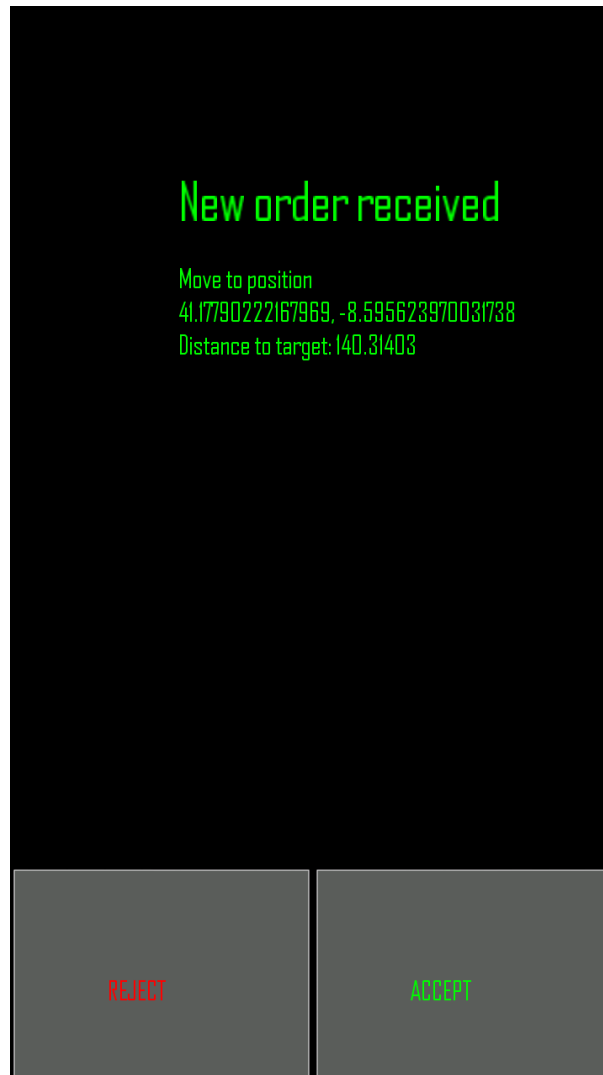 New order received
Move to position
41.17790222167969, -8.595623970031738
Distance to target: 140.31403
REJECT
ACCEPT